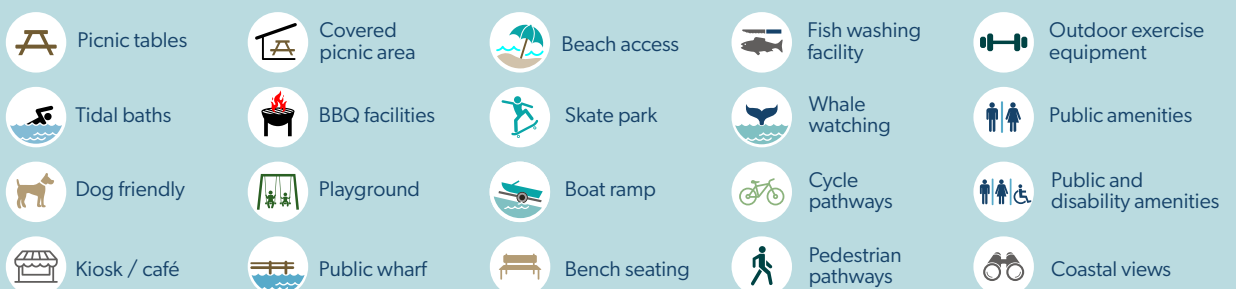 Picnic tables
Covered
picnic area
Beach access
Fish washing
facility
Outdoor exercise
equipment
Tidal baths
BBQ facilities
Skate park
Whale
watching
Public amenities
Dog friendly
Playground
Boat ramp
Cycle
pathways
Public and
disability amenities
Kiosk / café
Public wharf
Bench seating
Pedestrian
pathways
Coastal views